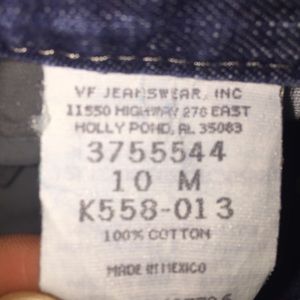 VF JEANSWEAR, INC
11550 HIGHWAY 278 EAST
HOLLY POND, AL 35083
3755544
10 M
K558-013
100% COTTON
MADE IN MEXICO